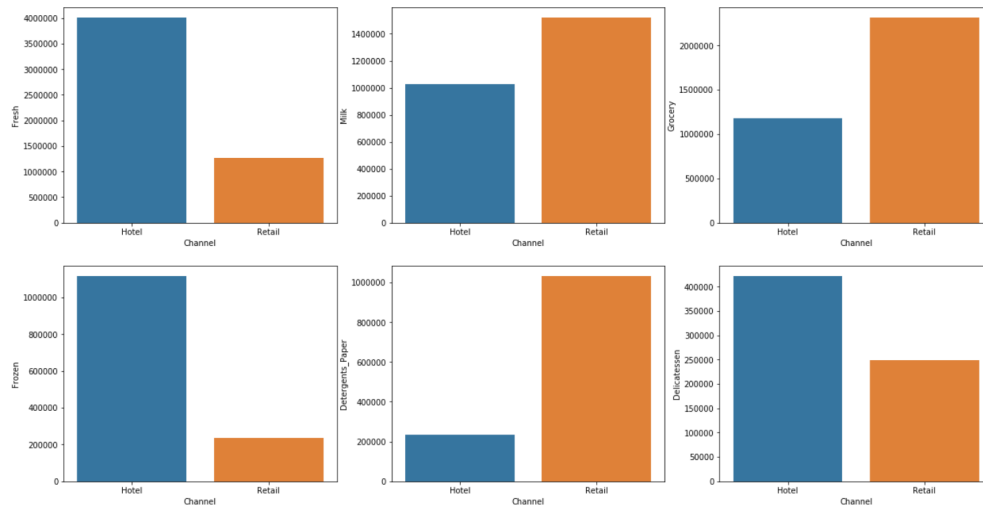 Fresh
4000000
3500000
3000000
2500000
2000000
1500000
1000000
500000
0
Hotel Retail
Channel
Milk
1400000
1200000
1000000
800000
600000
400000
200000
0
Hotel Retail
Channel
Grocery
2000000
1500000
1000000
500000
0
Hotel Retail
Channel
Frozen
1000000
800000
600000
400000
200000
0
Hotel Retail
Channel
Detergents_Paper
1000000
800000
600000
400000
200000
0
Hotel Retail
Channel
Delicatessen
400000
350000
300000
250000
200000
150000
100000
50000
0
Hotel Retail
Channel